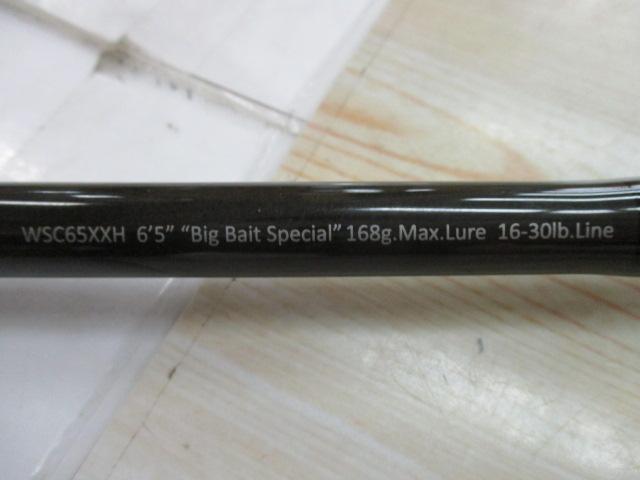 WSC65XXH 6'5" “Big Bait Special” 168g.Max.Lure 16-30lb.Line